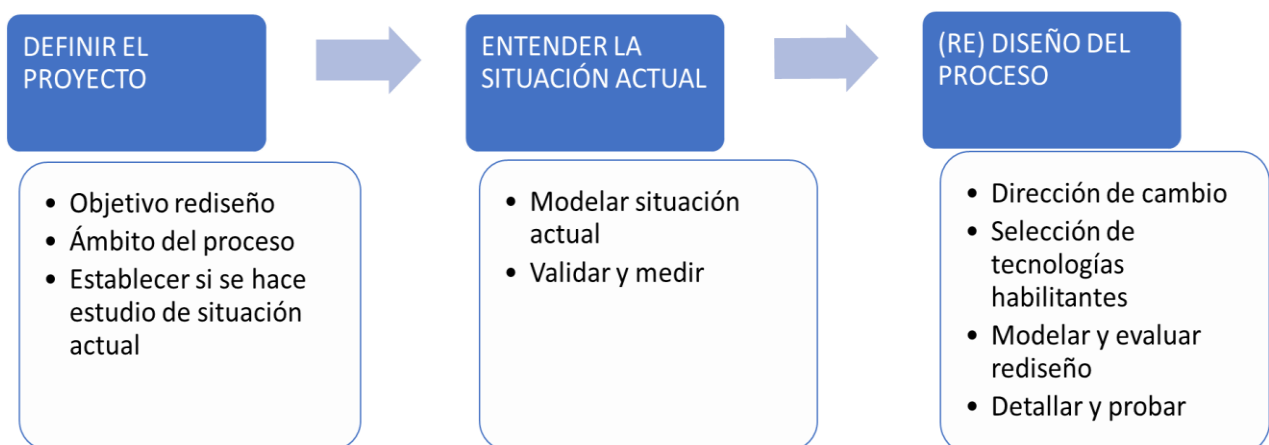 DEFINIR EL
PROYECTO
• Objetivo rediseño
• Ámbito del proceso
• Establecer si se hace
estudio de situación
actual
ENTENDER LA
SITUACIÓN ACTUAL
• Modelar situación
actual
• Validar y medir
(RE) DISEÑO DEL
PROCESO
• Dirección de cambio
• Selección de
tecnologías
habilitantes
• Modelar y evaluar
rediseño
• Detallar y probar